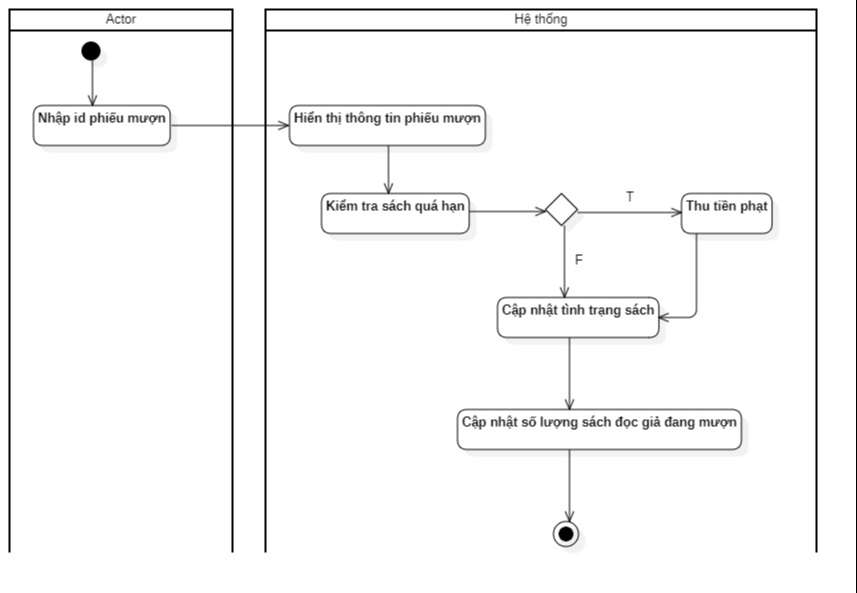 Actor
Hệ thống
Nhập id phiếu mượn
Hiển thị thông tin phiếu mượn
Kiểm tra sách quá hạn
T
Thu tiền phạt
F
Cập nhật tình trạng sách
Cập nhật số lượng sách đọc giả đang mượn